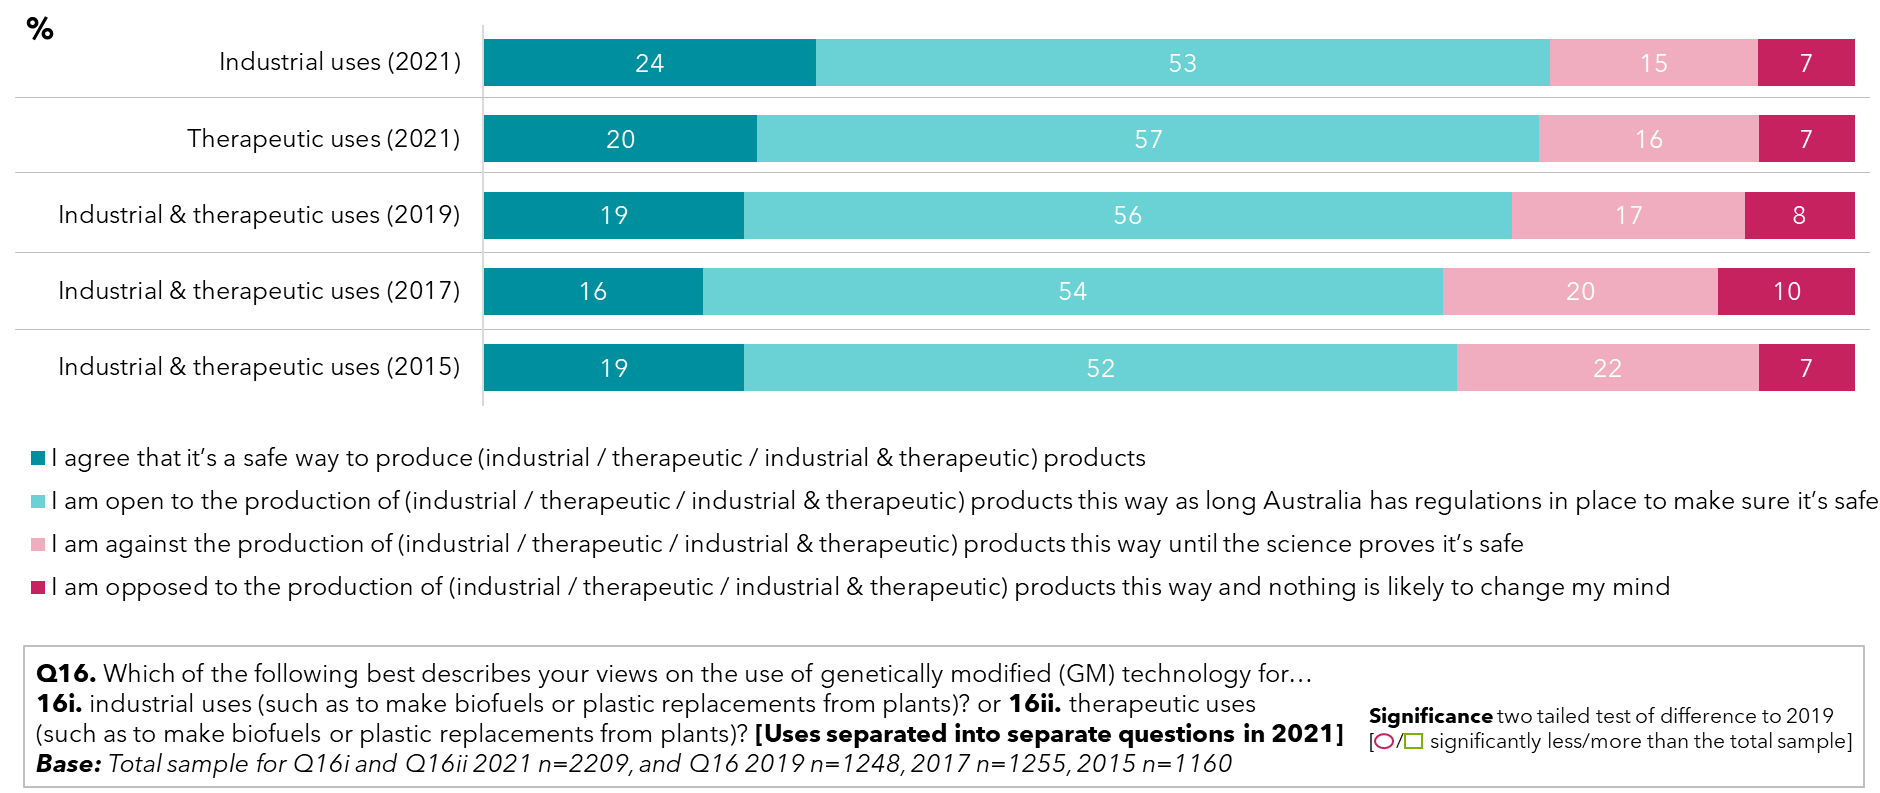 %
Industrial uses (2021) 24 53 15 7
Therapeutic uses (2021) 20 57 16 7
Industrial & therapeutic uses (2019) 19 56 17 8
Industrial & therapeutic uses (2017) 16 54 20 10
Industrial & therapeutic uses (2015) 19 52 22 7
I agree that it’s a safe way to produce (industrial / therapeutic / industrial & therapeutic) products
I am open to the production of (industrial / therapeutic / industrial & therapeutic) products this way as long Australia has regulations in place to make sure it’s safe
I am against the production of (industrial / therapeutic / industrial & therapeutic) products this way until the science proves it’s safe
I am opposed to the production of (industrial / therapeutic / industrial & therapeutic) products this way and nothing is likely to change my mind
Q16. Which of the following best describes your views on the use of genetically modified (GM) technology for…
16i. industrial uses (such as to make biofuels or plastic replacements from plants)? or 16ii. therapeutic uses
(such as to make biofuels or plastic replacements from plants)? [Uses separated into separate questions in 2021]
Base: Total sample for Q16i and Q16ii 2021 n=2209, and Q16 2019 n=1248, 2017 n=1255, 2015 n=1160
Significance two tailed test of difference to 2019
[/ significantly less/more than the total sample]